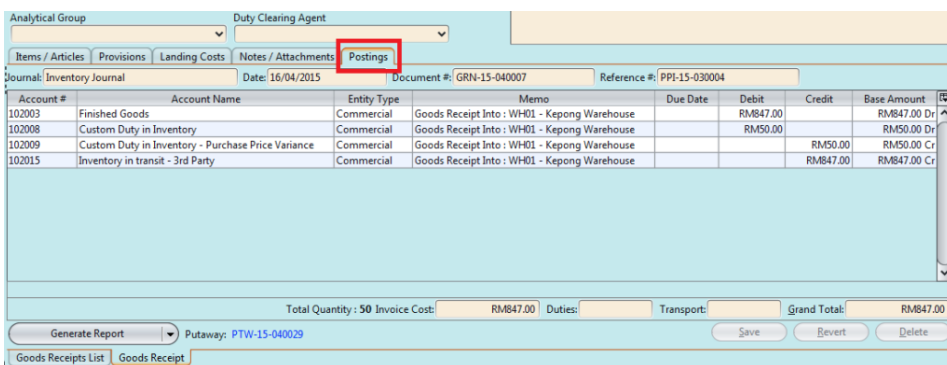 Analytical Group Duty Clearing Agent
Items / Articles Provisions Landing Costs Notes / Attachments Postings
Journal: Inventory Journal Date: 16/04/2015 Document #: GRN-15-040007 Reference #: PPI-15-030004
Account # Account Name Entity Type Memo Due Date Debit Credit Base Amount
102003 Finished Goods Commercial Goods Receipt Into : WH01 - Kepong Warehouse RM847.00 RM847.00 Dr
102008 Custom Duty in Inventory Commercial Goods Receipt Into : WH01 - Kepong Warehouse RM50.00 RM50.00 Dr
102009 Custom Duty in Inventory - Purchase Price Variance Commercial Goods Receipt Into : WH01 - Kepong Warehouse RM50.00 RM50.00 Cr
102015 Inventory in transit - 3rd Party Commercial Goods Receipt Into : WH01 - Kepong Warehouse RM847.00 RM847.00 Cr
Total Quantity : 50 Invoice Cost: RM847.00 Duties: Transport: Grand Total: RM847.00
Generate Report Putaway: PTW-15-040029 Save Revert Delete
Goods Receipts List Goods Receipt